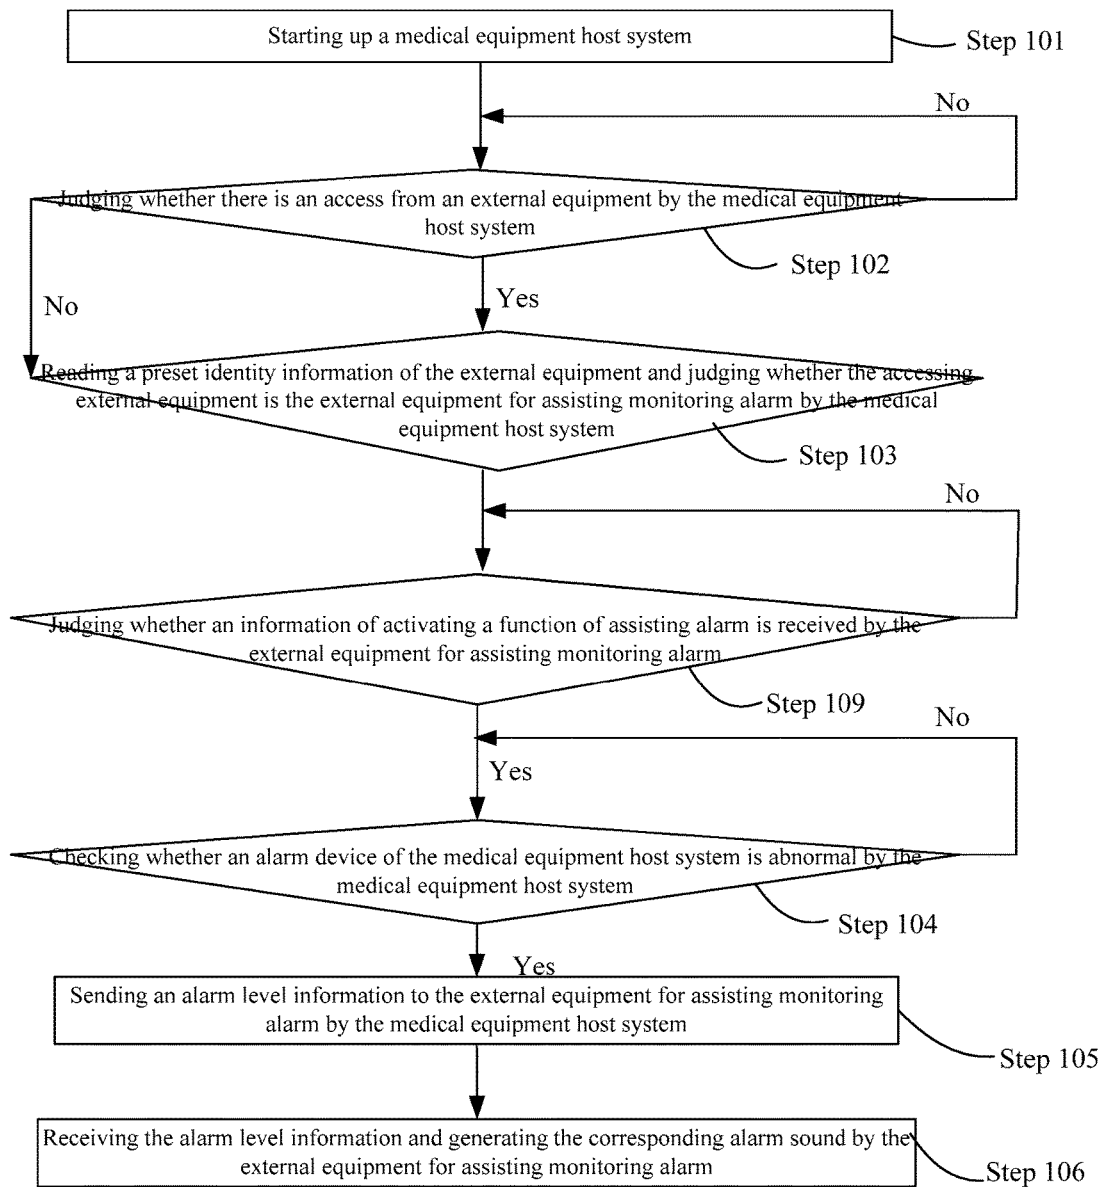 Starting up a medical equipment host system
Step 101
No
Judging whether there is an access from an external equipment by the medical equipment
host system
Step 102
No
Yes
Reading a preset identity information of the external equipment and judging whether the accessing
external equipment is the external equipment for assisting monitoring alarm by the medical
equipment host system
Step 103
No
Judging whether an information of activating a function of assisting alarm is received by the
external equipment for assisting monitoring alarm
Step 109
No
Yes
Checking whether an alarm device of the medical equipment host system is abnormal by the
medical equipment host system
Step 104
Yes
Sending an alarm level information to the external equipment for assisting monitoring
alarm by the medical equipment host system
Step 105
Receiving the alarm level information and generating the corresponding alarm sound by the
external equipment for assisting monitoring alarm
Step 106